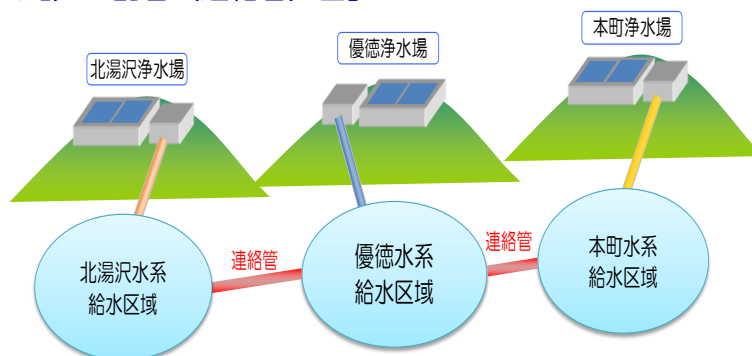 北湯沢浄水場
優徳浄水場
本町浄水場
北湯沢水系
給水区域
連絡管
優徳水系
給水区域
連絡管
本町水系
給水区域